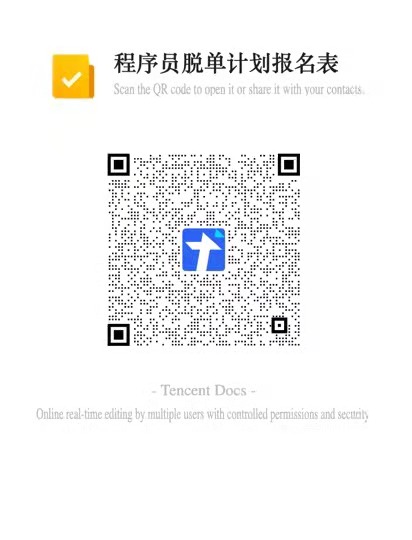 程序员脱单计划报名表
Scan the QR code to open it or share it with your contacts.
- Tencent Docs -
Online real-time editing by multiple users with controlled permissions and security